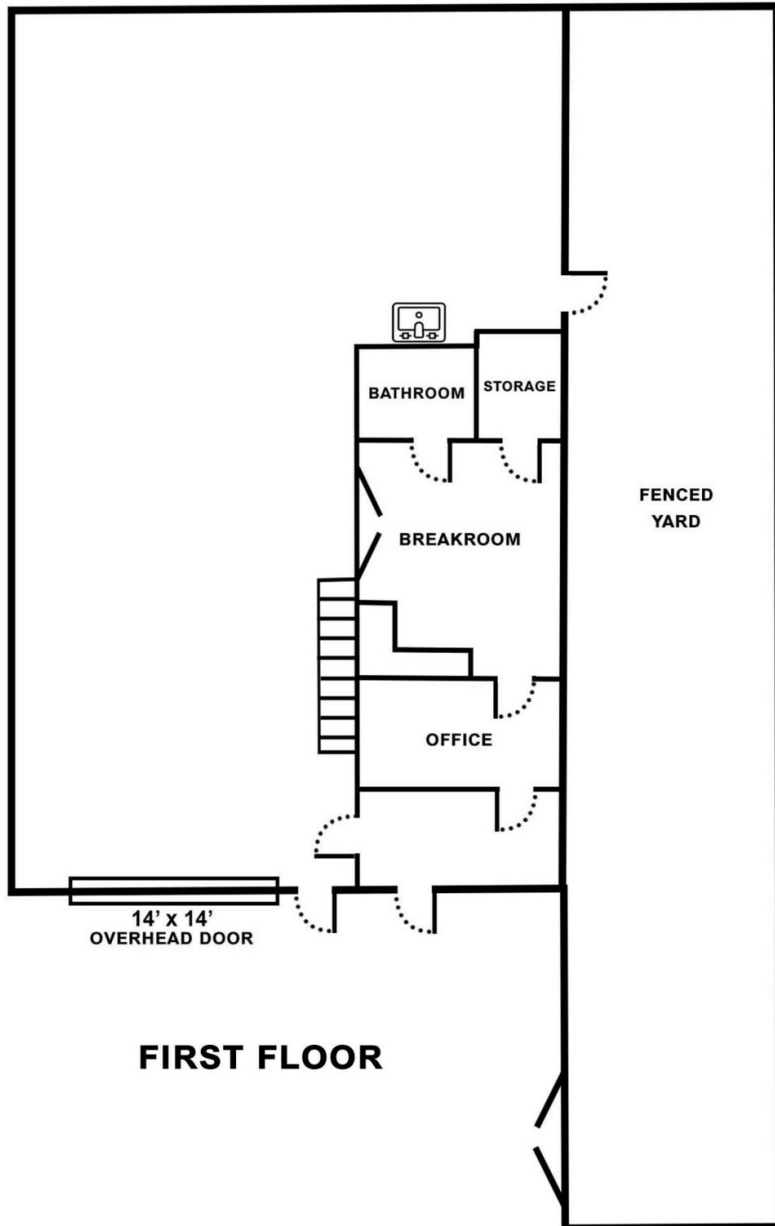 BATHROOM
STORAGE
FENCED
YARD
BREAKROOM
OFFICE
14’ x 14’
OVERHEAD DOOR
FIRST FLOOR